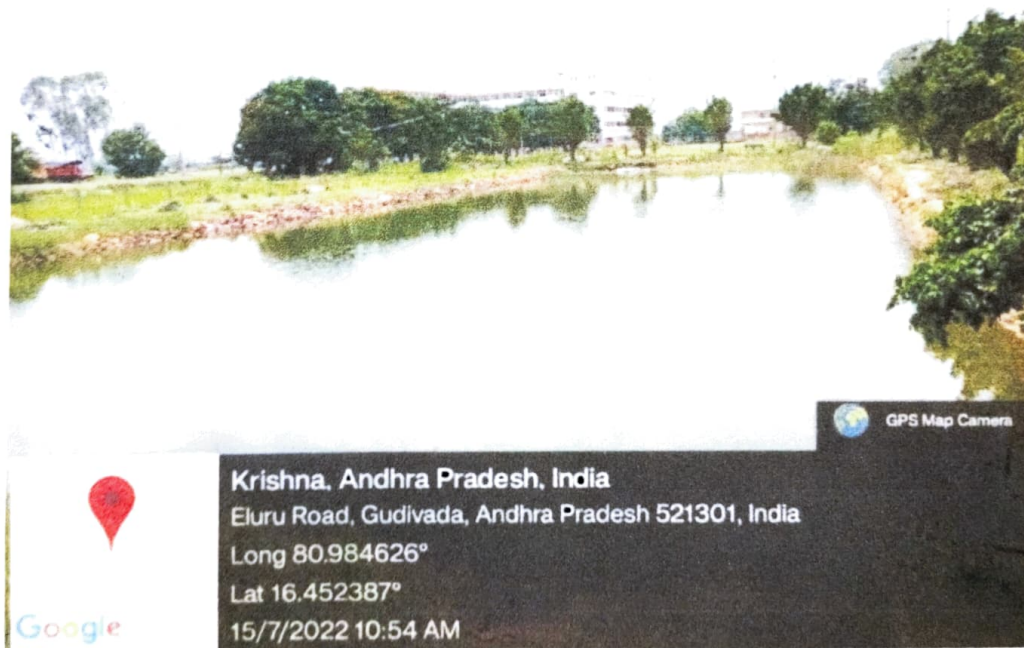 GPS Map Camera
Krishna, Andhra Pradesh, India
Eluru Road, Gudivada, Andhra Pradesh 521301, India
Long 80.984626°
Lat 16.452387°
15/7/2022 10:54 AM
Google